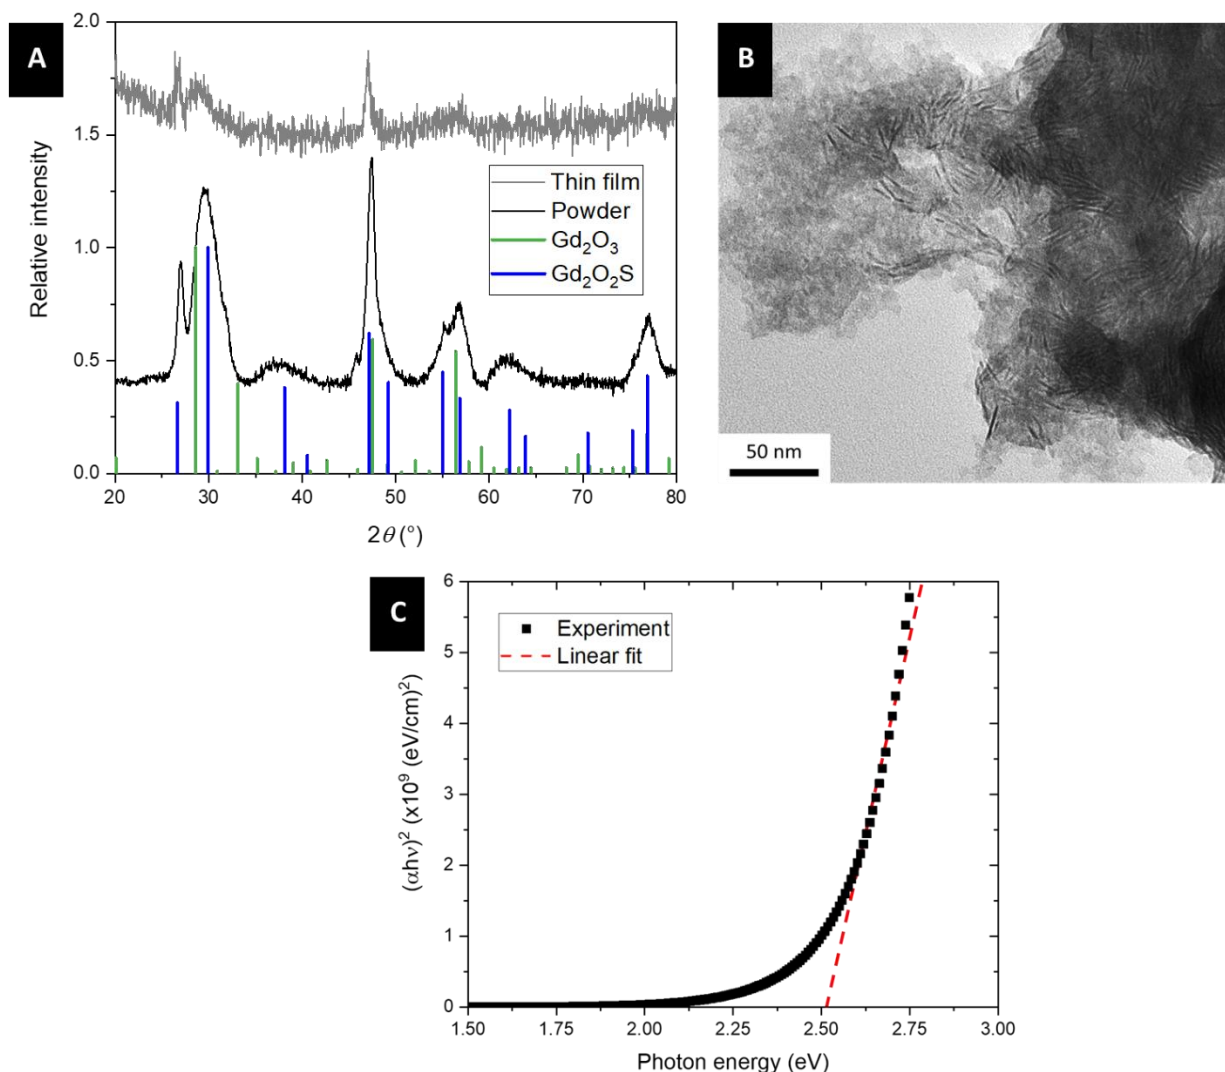 A
2.0
1.5
1.0
0.5
0.0
Relative intensity
20 30 40 50 60 70 80
2θ (°)
Thin film
Powder
Gd₂O₃
Gd₂O₂S
B
50 nm
C
6
5
4
3
2
1
0
(αhν)² (x10⁹ (eV/cm)²)
Experiment
Linear fit
1.50 1.75 2.00 2.25 2.50 2.75 3.00
Photon energy (eV)